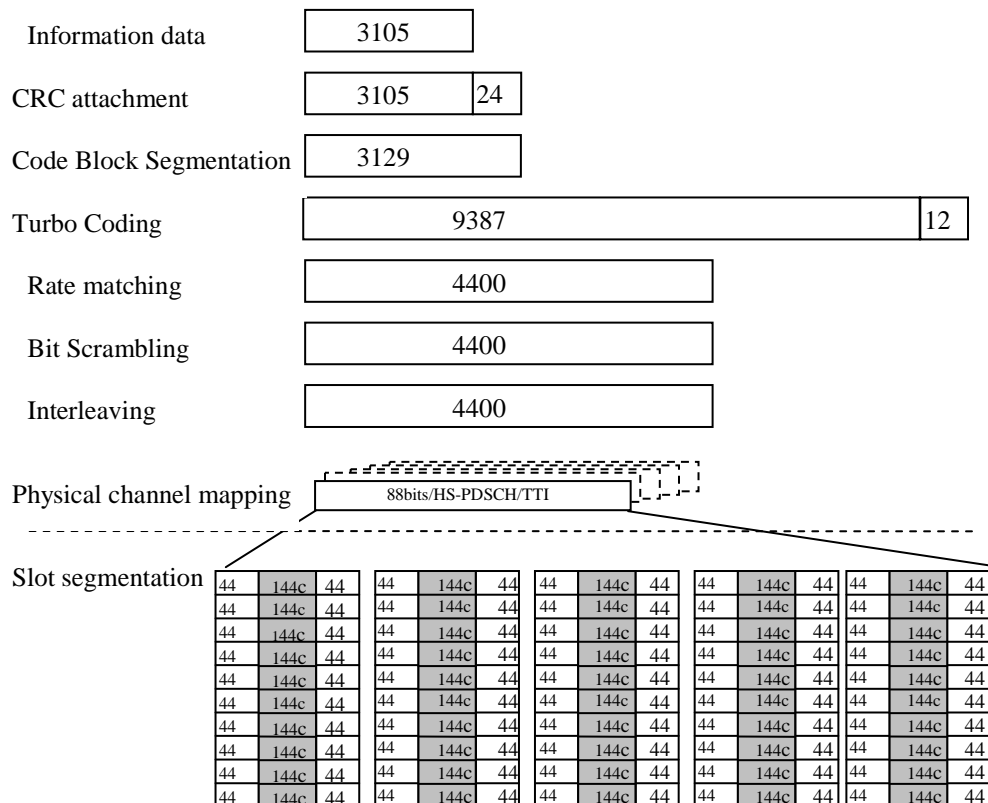 Information data 3105
CRC attachment 3105 24
Code Block Segmentation 3129
Turbo Coding 9387 12
Rate matching 4400
Bit Scrambling 4400
Interleaving 4400
Physical channel mapping 88bits/HS-PDSCH/TTI
Slot segmentation
44 144c 44 44 144c 44 44 144c 44 44 144c 44 44 144c 44
44 144c 44 44 144c 44 44 144c 44 44 144c 44 44 144c 44
44 144c 44 44 144c 44 44 144c 44 44 144c 44 44 144c 44
44 144c 44 44 144c 44 44 144c 44 44 144c 44 44 144c 44
44 144c 44 44 144c 44 44 144c 44 44 144c 44 44 144c 44
44 144c 44 44 144c 44 44 144c 44 44 144c 44 44 144c 44
44 144c 44 44 144c 44 44 144c 44 44 144c 44 44 144c 44
44 144c 44 44 144c 44 44 144c 44 44 144c 44 44 144c 44
44 144c 44 44 144c 44 44 144c 44 44 144c 44 44 144c 44
44 144c 44 44 144c 44 44 144c 44 44 144c 44 44 144c 44